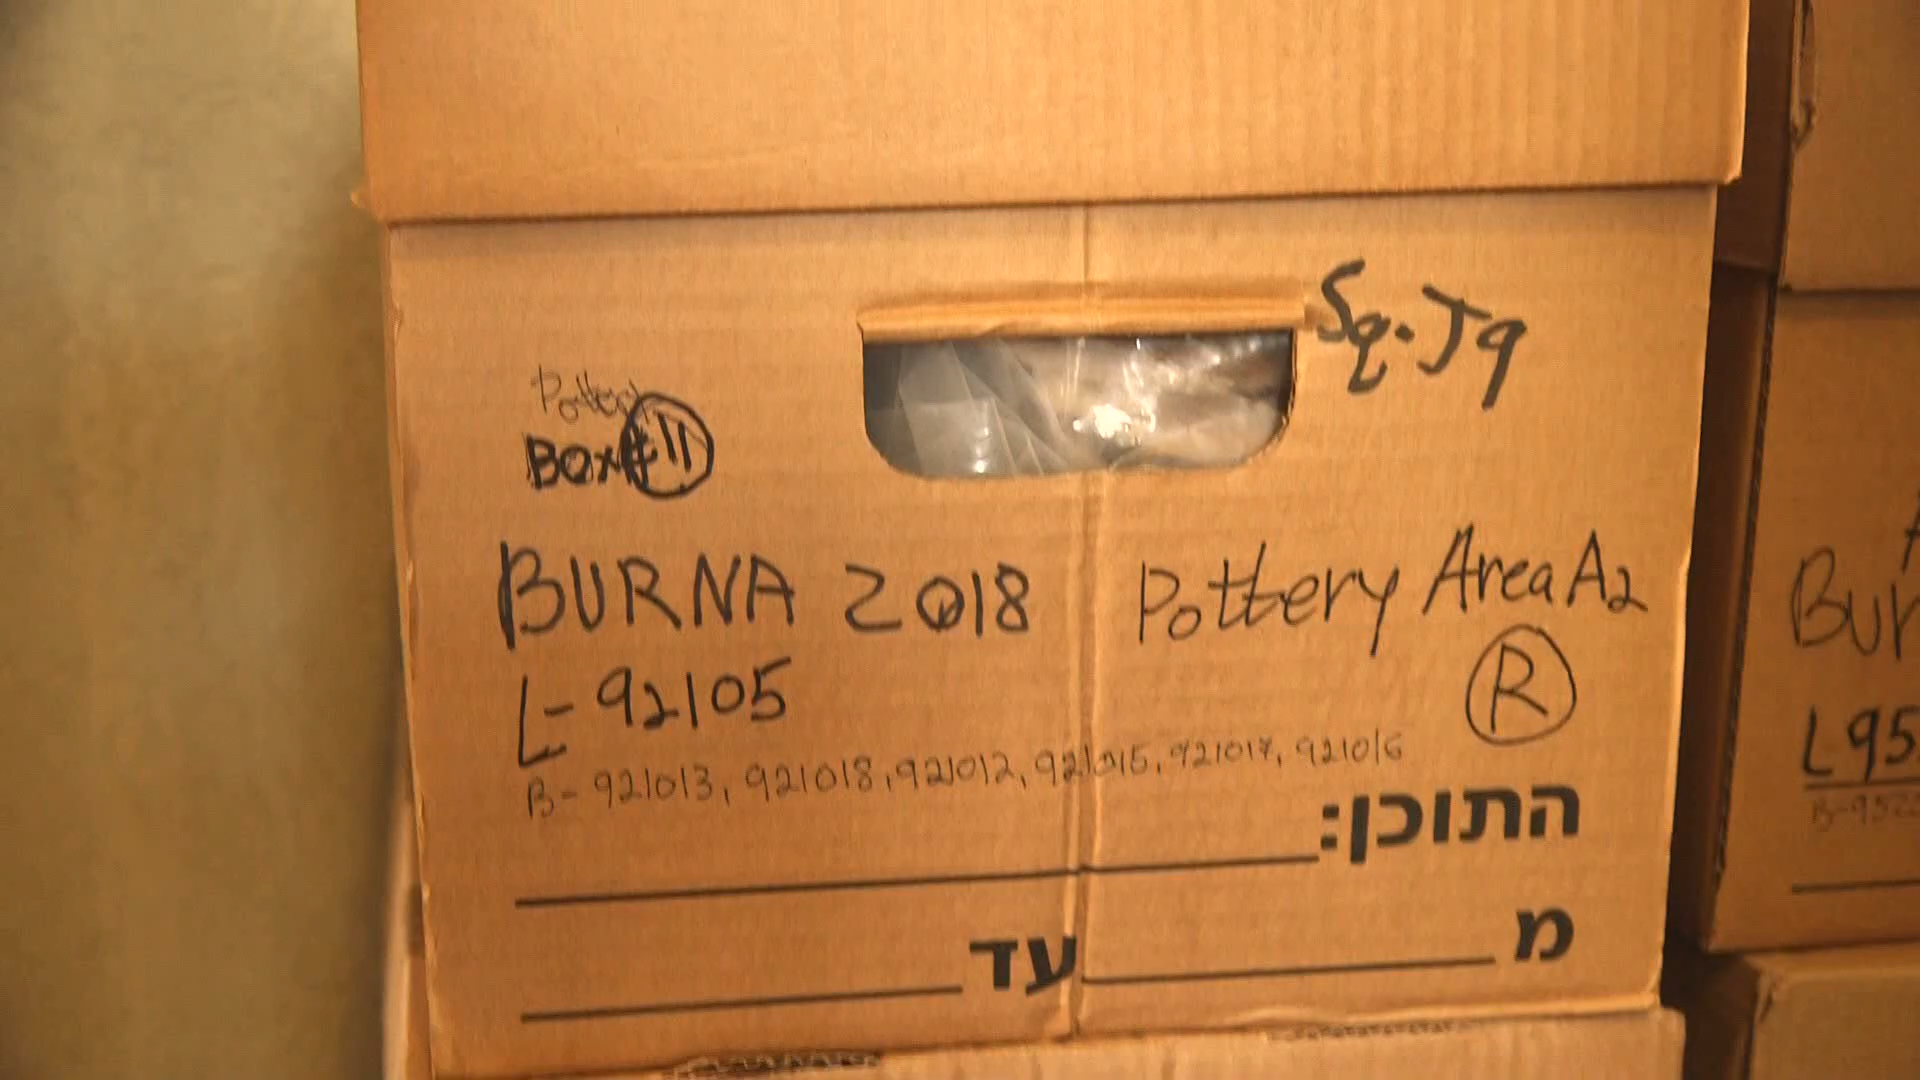 Sq. J9
Pottery
Box #11
BURNA 2018 Pottery Area A2
L- 92105
R
B- 921013, 921018, 921012, 921015, 921017, 921016
התוכן:
מ
עד
Bur
L95
B-952